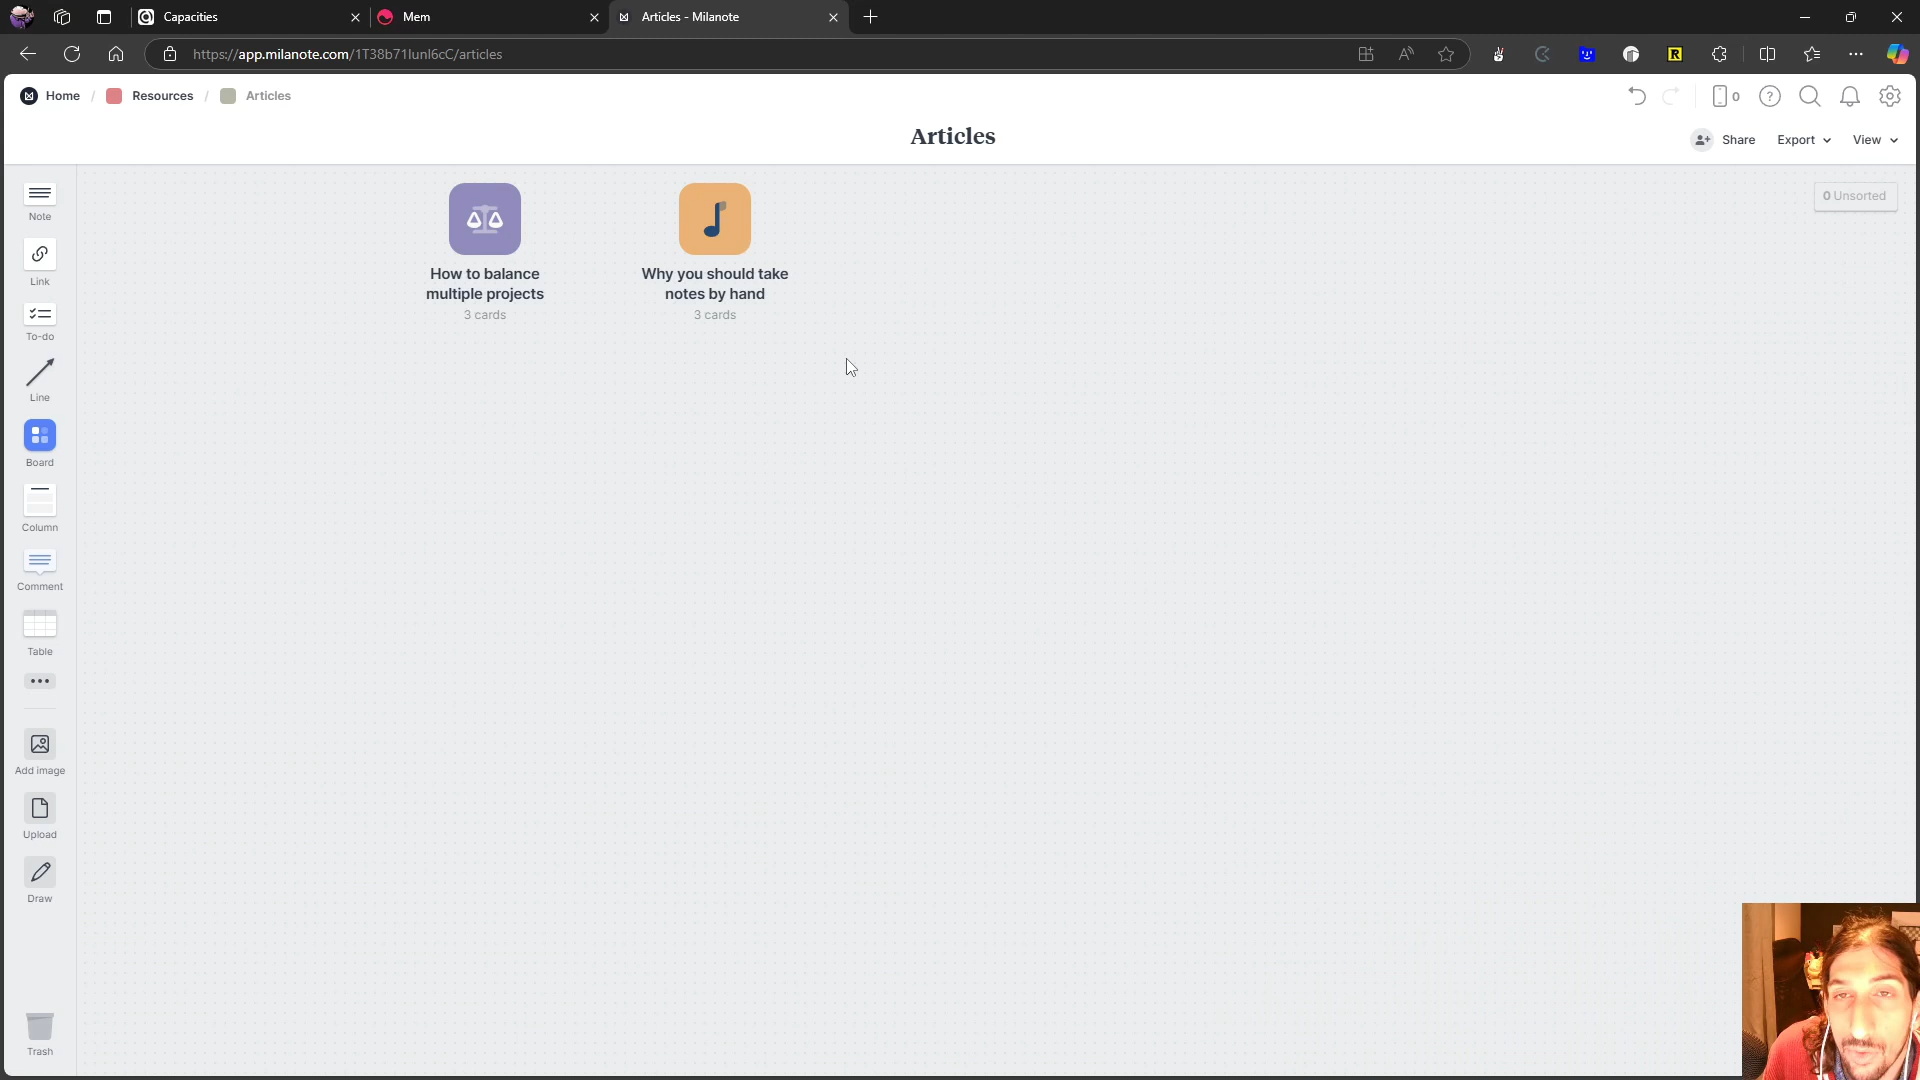 Capacities
Mem
Articles - Milanote
https://app.milanote.com/1T38b71lunI6cC/articles
Home / Resources / Articles
0
Articles
Share
Export
View
0 Unsorted
Note
Link
To-do
Line
Board
Column
Comment
Table
Add image
Upload
Draw
Trash
How to balance
multiple projects
3 cards
Why you should take
notes by hand
3 cards